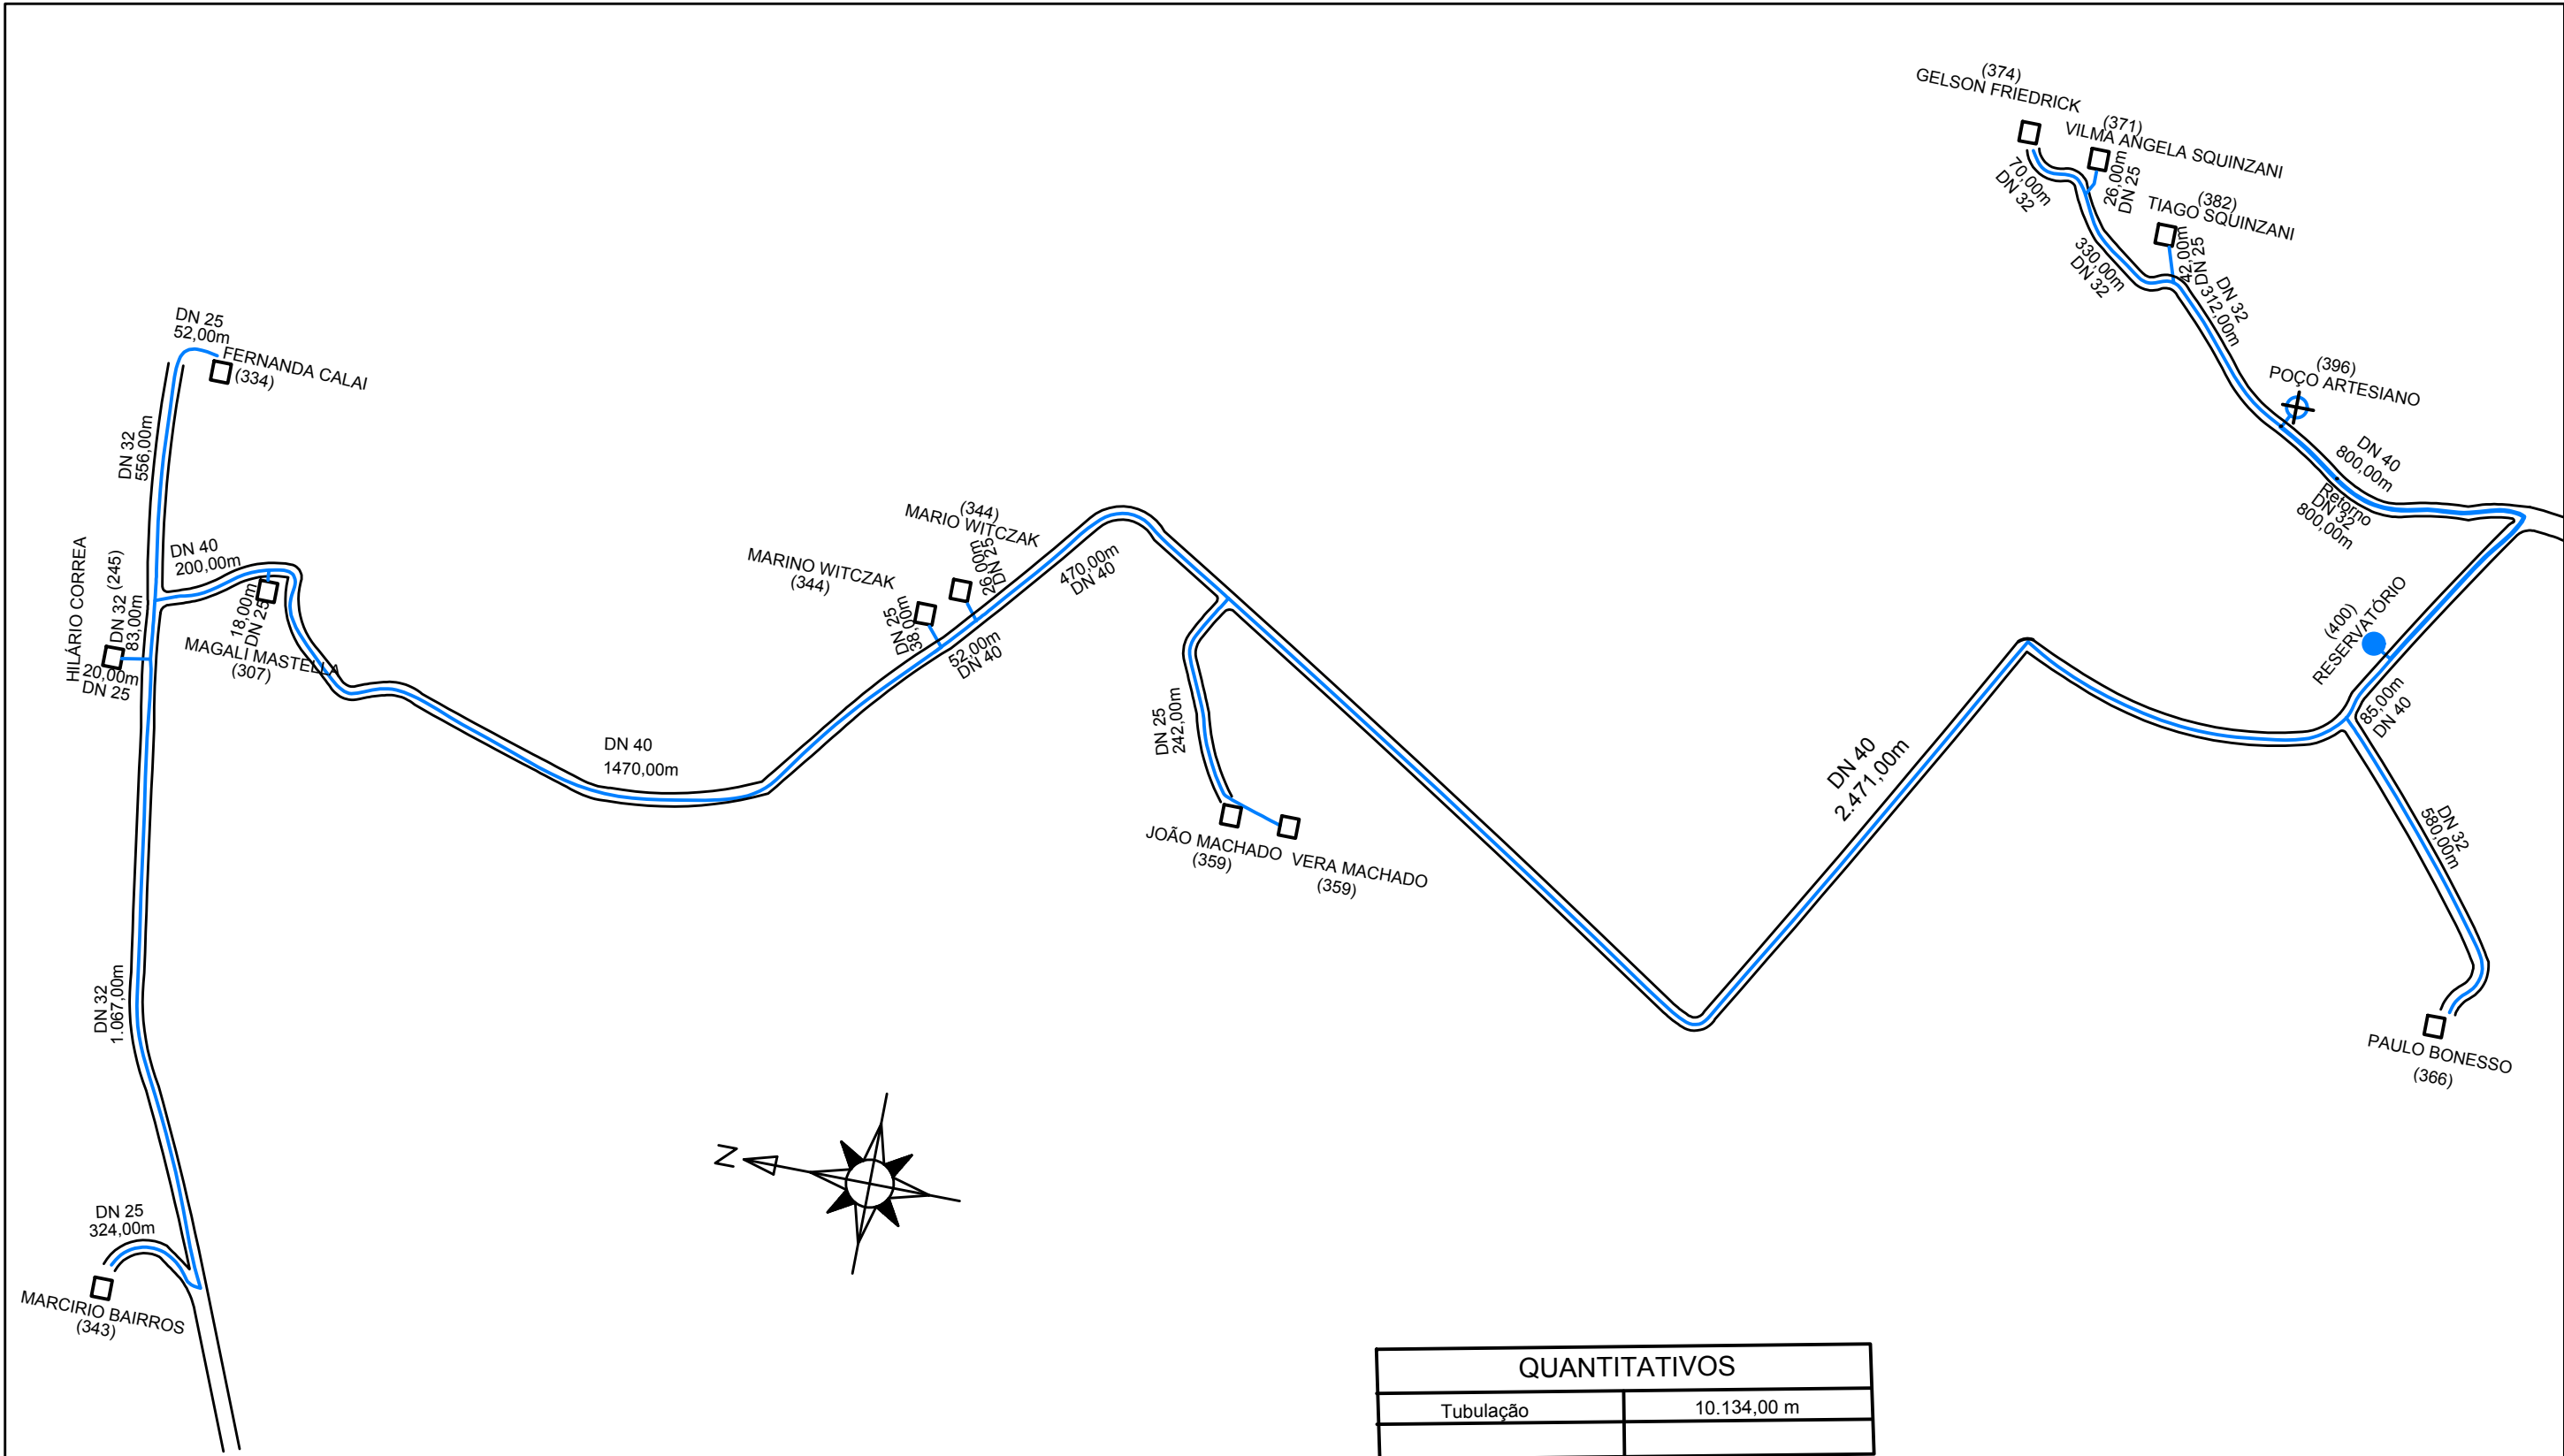 (374)
GELSON FRIEDRICK
(371)
VILMA ANGELA SQUINZANI
70,00m
DN 32
26,00m
DN 25
(382)
TIAGO SQUINZANI
330,00m
DN 32
42,00m
DN 25
DN 32
312,00m
(396)
POÇO ARTESIANO
DN 40
800,00m
Retorno
DN 32
800,00m
DN 25
52,00m
FERNANDA CALAI
(334)
DN 32
556,00m
DN 40
200,00m
HILÁRIO CORREA
(245)
DN 32
83,00m
20,00m
DN 25
18,00m
DN 25
MAGALI MASTELLA
(307)
(344)
MARIO WITCZAK
26,00m
DN 25
MARINO WITCZAK
(344)
DN 25
38,00m
470,00m
DN 40
52,00m
DN 40
DN 40
1470,00m
DN 25
242,00m
JOÃO MACHADO
(359)
VERA MACHADO
(359)
DN 40
2.471,00m
(400)
RESERVATÓRIO
85,00m
DN 40
DN 32
580,00m
PAULO BONESSO
(366)
DN 32
1.067,00m
DN 25
324,00m
MARCIRIO BAIRROS
(343)
N
QUANTITATIVOS
Tubulação 10.134,00 m